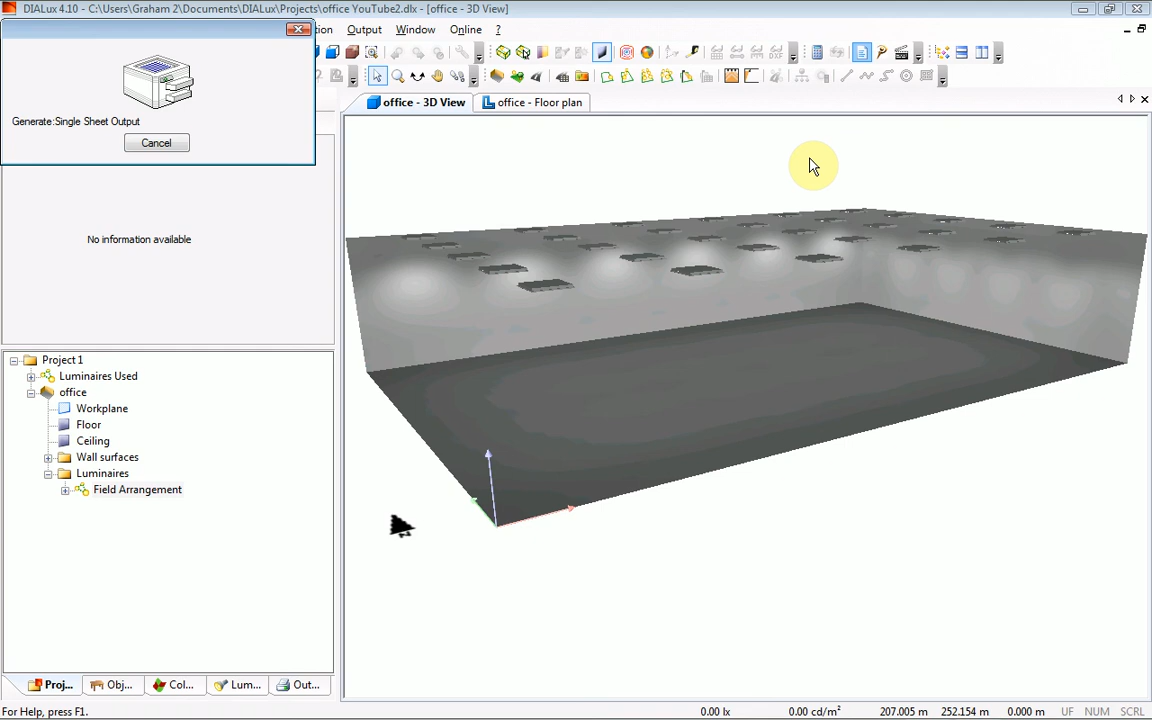 DIALux 4.10 - C:\Users\Graham 2\Documents\DIALux\Projects\office YouTube2.dlx - [office - 3D View]
Output Window Online ?
Generate:Single Sheet Output
Cancel
office - 3D View office - Floor plan
No information available
Project 1
Luminaires Used
office
Workplane
Floor
Ceiling
Wall surfaces
Luminaires
Field Arrangement
Proj... Obj... Col... Lum... Out...
For Help, press F1. 0.00 lx 0.00 cd/m² 207.005 m 252.154 m 0.000 m UF NUM SCRL